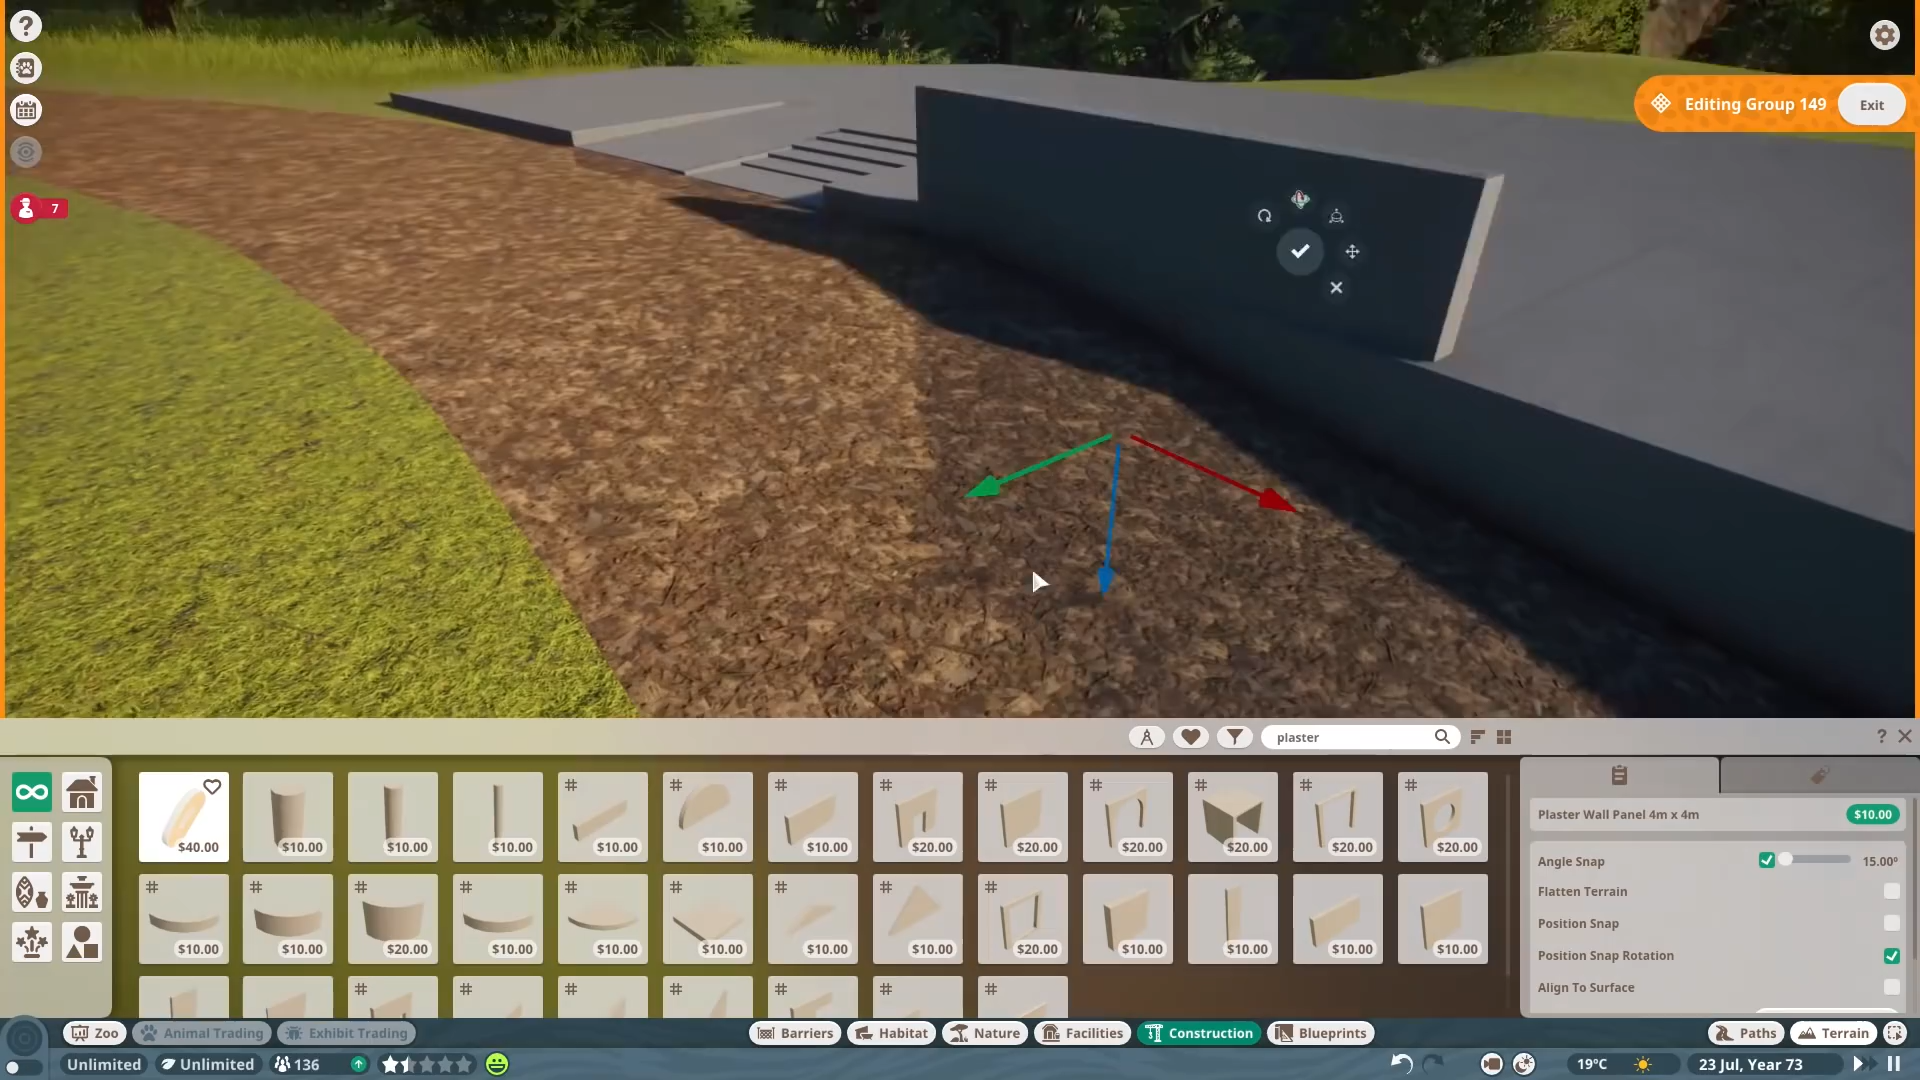 ?
Editing Group 149 Exit
7
plaster
? ×
$40.00 $10.00 $10.00 $10.00 $10.00 $10.00 $10.00 $20.00 $20.00 $20.00 $20.00 $20.00 $20.00
$10.00 $10.00 $20.00 $10.00 $10.00 $10.00 $10.00 $10.00 $20.00 $10.00 $10.00 $10.00 $10.00
Plaster Wall Panel 4m x 4m $10.00
Angle Snap 15.00°
Flatten Terrain
Position Snap
Position Snap Rotation
Align To Surface
Zoo Animal Trading Exhibit Trading Barriers Habitat Nature Facilities Construction Blueprints Paths Terrain
Unlimited Unlimited 136 19°C 23 Jul, Year 73